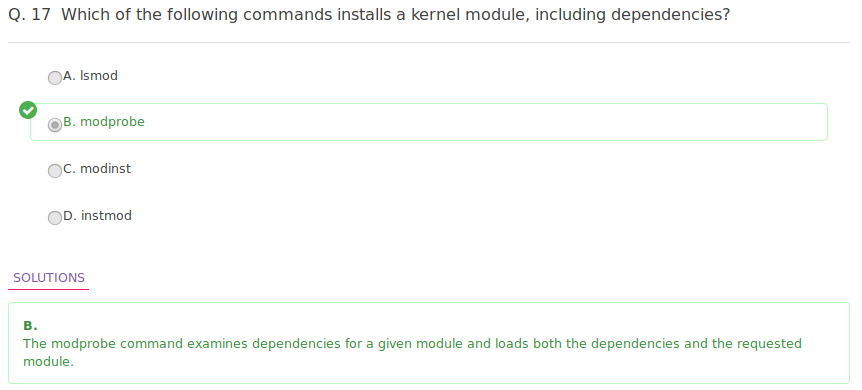 Q. 17 Which of the following commands installs a kernel module, including dependencies?
A. lsmod
B. modprobe
C. modinst
D. instmod
SOLUTIONS
B.
The modprobe command examines dependencies for a given module and loads both the dependencies and the requested
module.